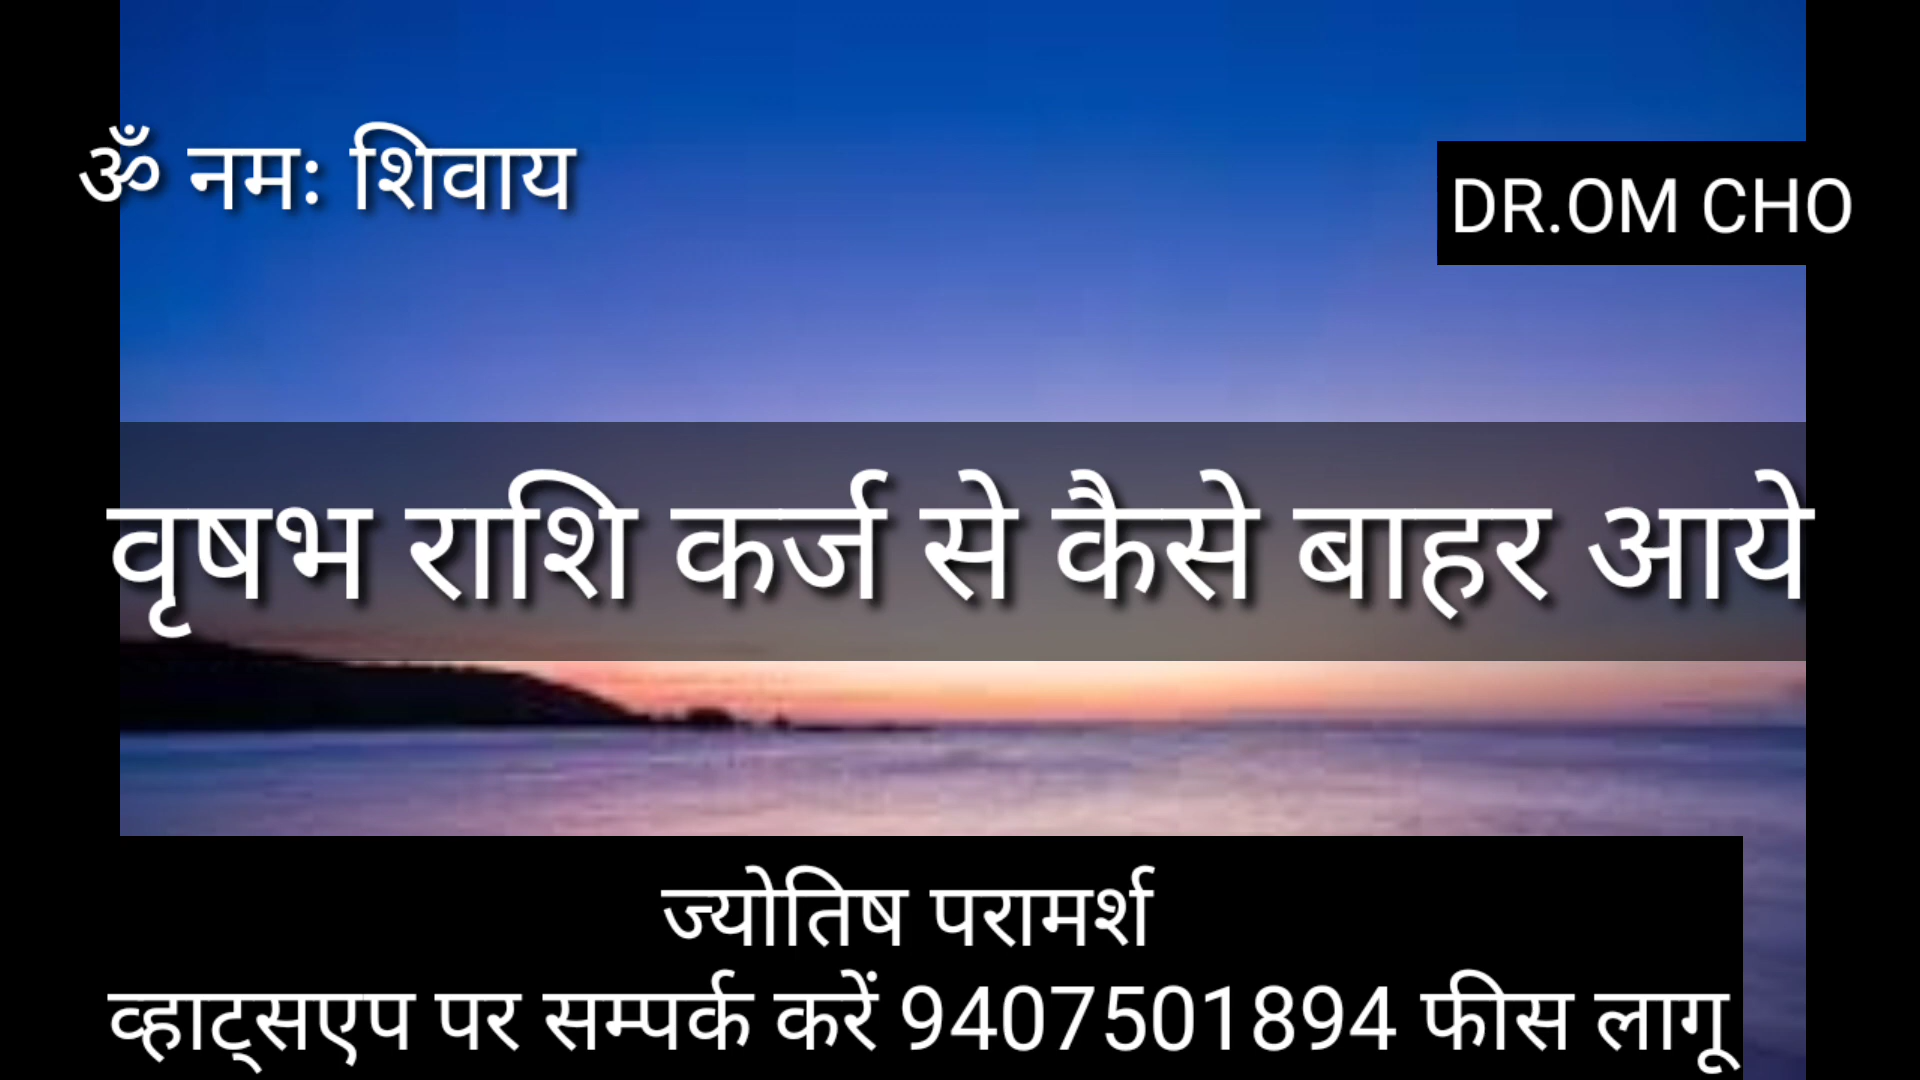 ॐ नमः शिवाय
DR.OM CHO
वृषभ राशि कर्ज से कैसे बाहर आये
ज्योतिष परामर्श
व्हाट्सएप पर सम्पर्क करें 9407501894 फीस लागू